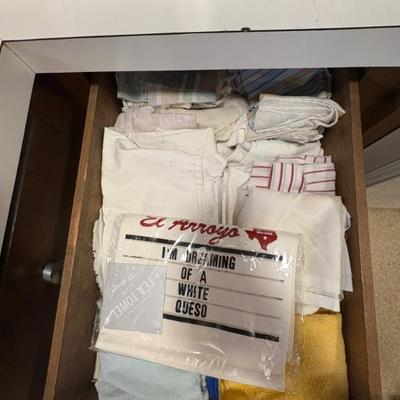 El Arroyo
I'M DREAMING
OF A
WHITE
QUESO
TEA TOWEL